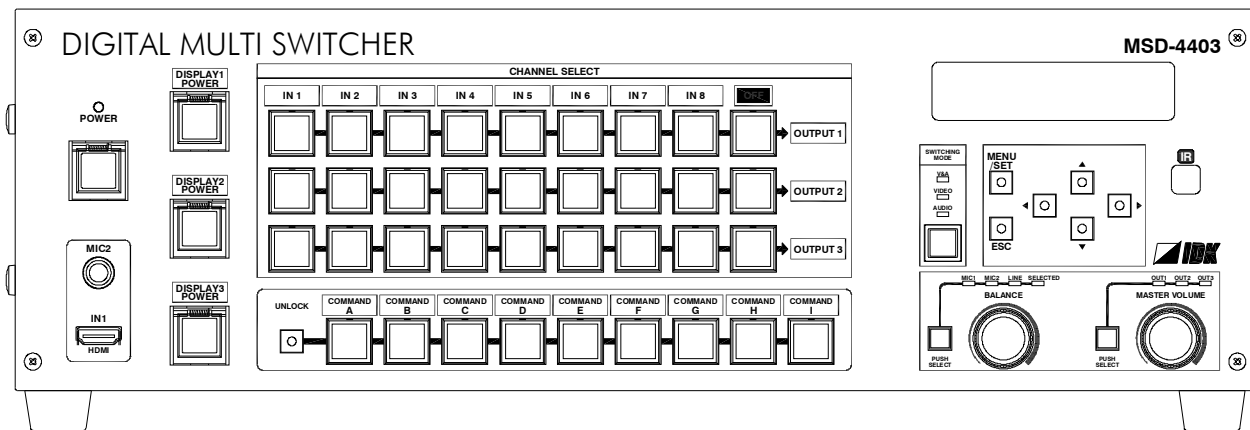 DIGITAL MULTI SWITCHER
MSD-4403
POWER
DISPLAY1
POWER
DISPLAY2
POWER
DISPLAY3
POWER
MIC2
IN1
HDMI
CHANNEL SELECT
IN 1 IN 2 IN 3 IN 4 IN 5 IN 6 IN 7 IN 8 OFF
OUTPUT 1
OUTPUT 2
OUTPUT 3
UNLOCK
COMMAND
A
COMMAND
B
COMMAND
C
COMMAND
D
COMMAND
E
COMMAND
F
COMMAND
G
COMMAND
H
COMMAND
I
SWITCHING
MODE
V&A
VIDEO
AUDIO
MENU
/SET
ESC
IR
IDK
MIC1 MIC2 LINE SELECTED
BALANCE
PUSH
SELECT
OUT1 OUT2 OUT3
MASTER VOLUME
PUSH
SELECT